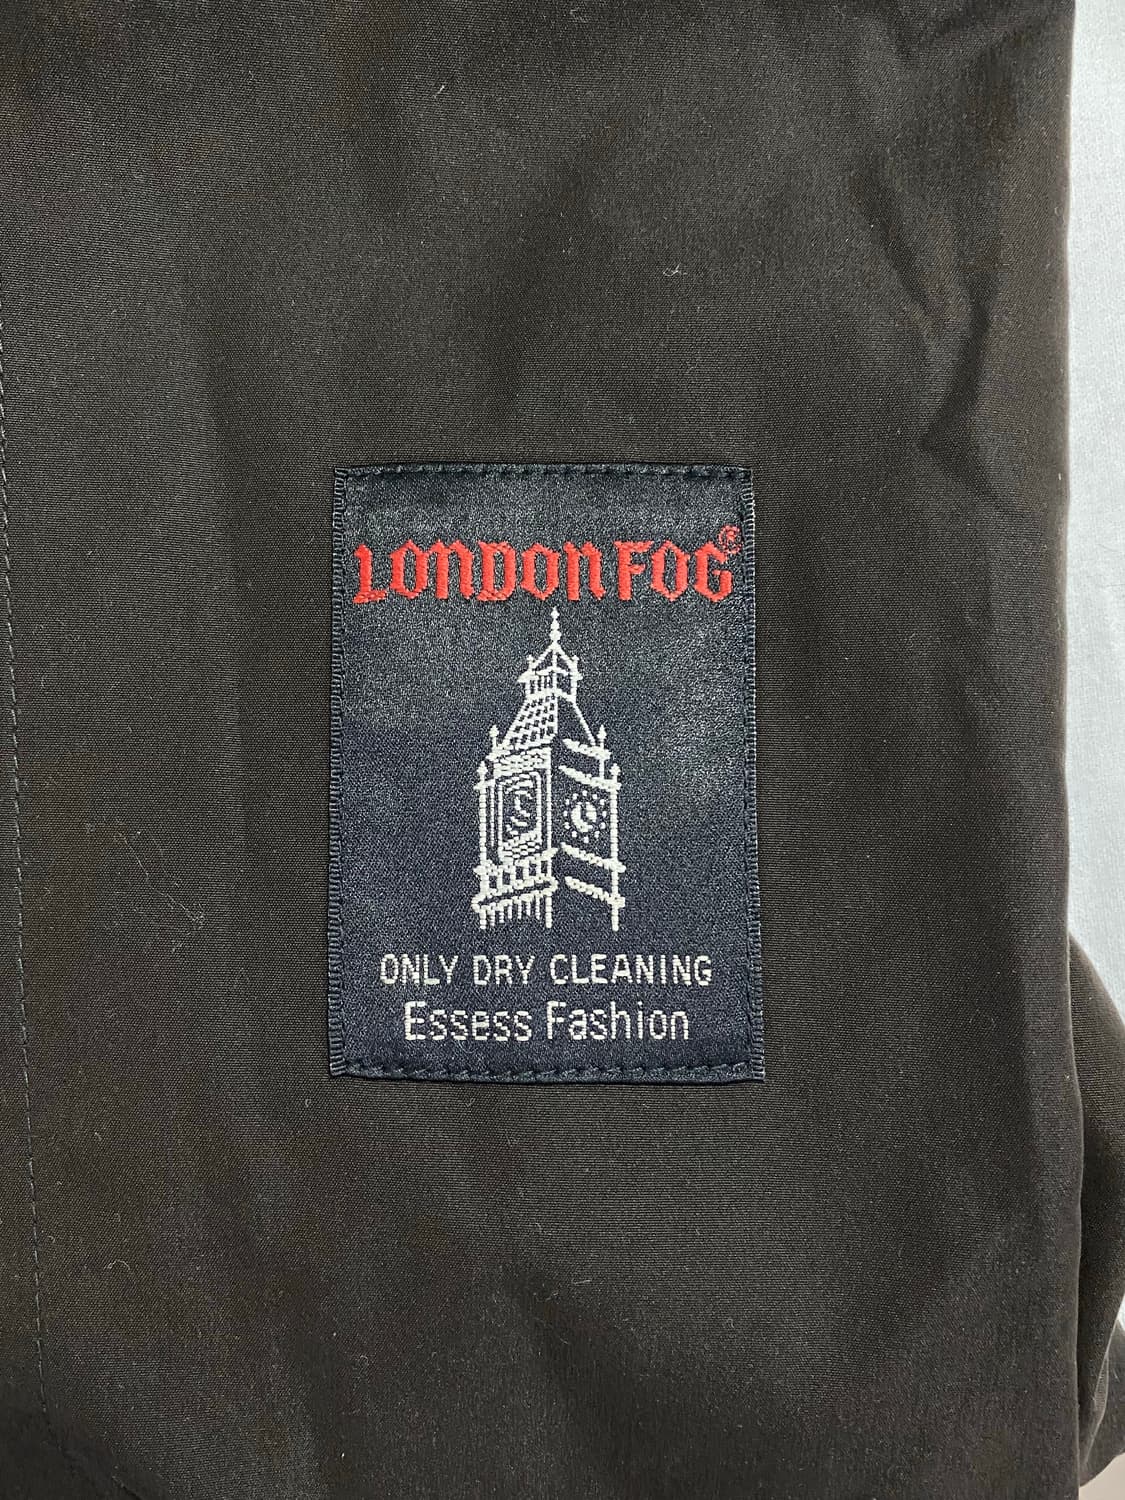 LONDON FOG®
ONLY DRY CLEANING
Essess Fashion